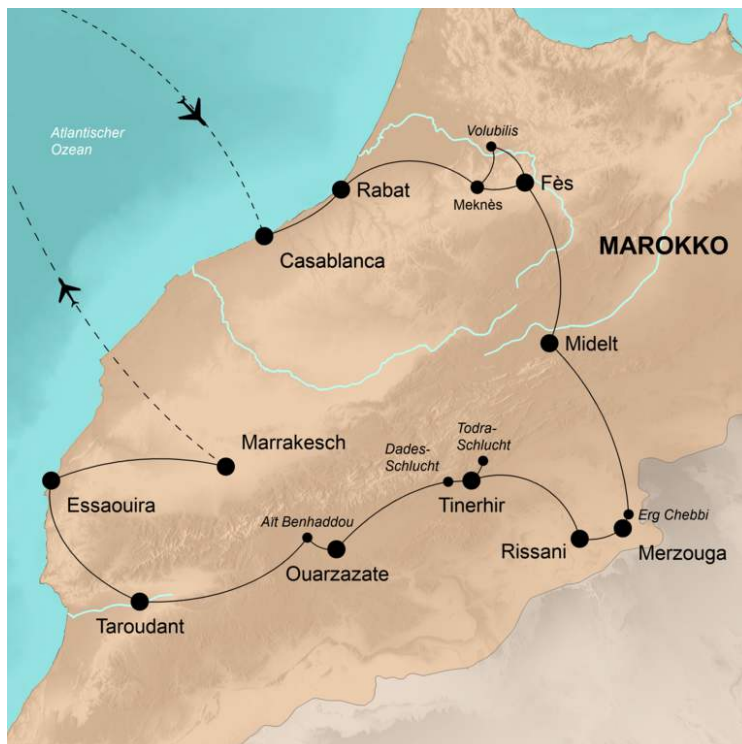 Atlantischer
Ozean
Volubilis
Rabat
Fès
Meknès
Casablanca
MAROKKO
Midelt
Marrakesch
Todra-
Schlucht
Dades-
Schlucht
Essaouira
Tinerhir
Erg Chebbi
Ait Benhaddou
Rissani
Merzouga
Ouarzazate
Taroudant